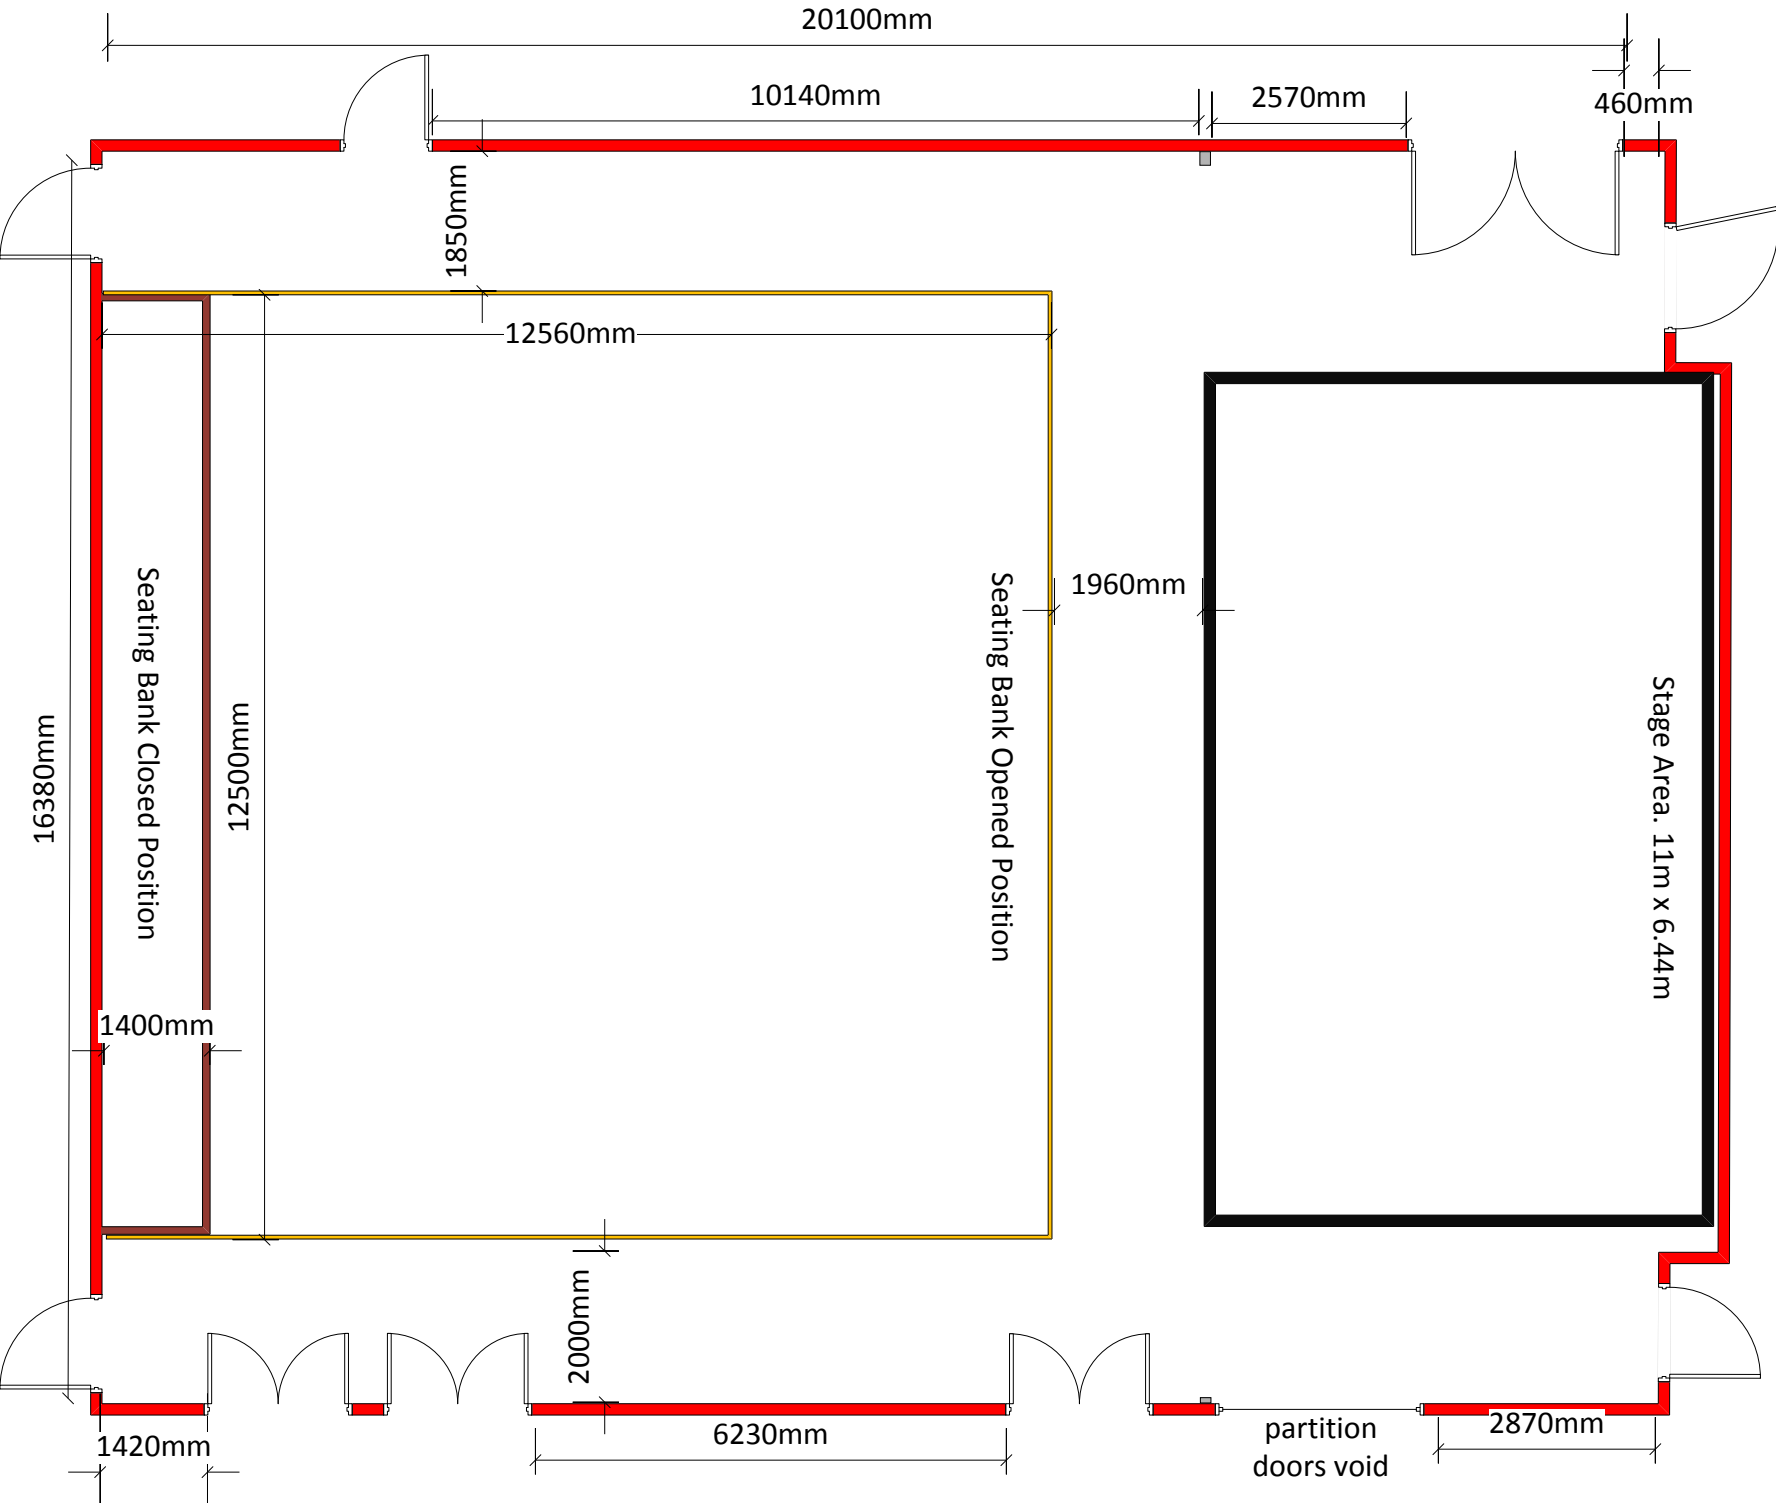 20100mm
10140mm
2570mm
460mm
1850mm
12560mm
1960mm
Seating Bank Closed Position
12500mm
Seating Bank Opened Position
Stage Area. 11m x 6.44m
16380mm
1400mm
2000mm
1420mm
6230mm
partition
doors void
2870mm